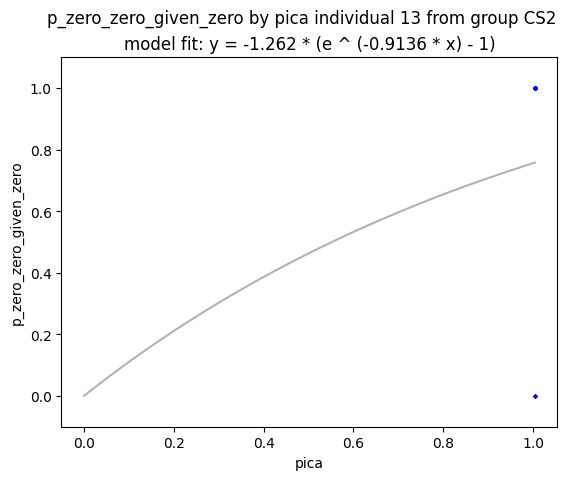 p_zero_zero_given_zero by pica individual 13 from group CS2
model fit: y = -1.262 * (e ^ (-0.9136 * x) - 1)
1.0
0.8
0.6
0.4
0.2
0.0
p_zero_zero_given_zero
0.0 0.2 0.4 0.6 0.8 1.0
pica